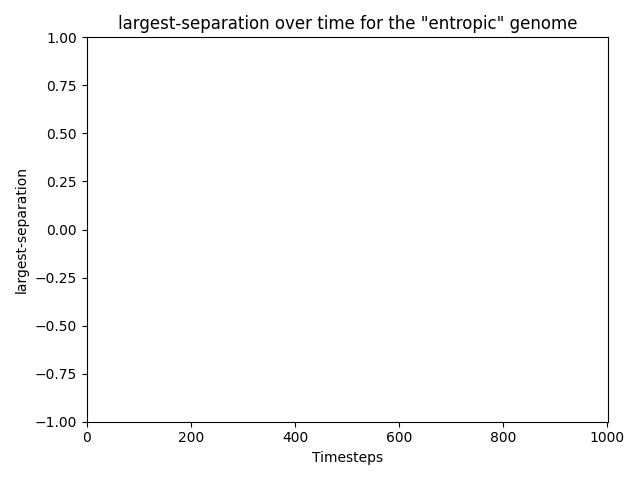 largest-separation over time for the "entropic" genome
1.00
0.75
0.50
0.25
0.00
−0.25
−0.50
−0.75
−1.00
largest-separation
0 200 400 600 800 1000
Timesteps